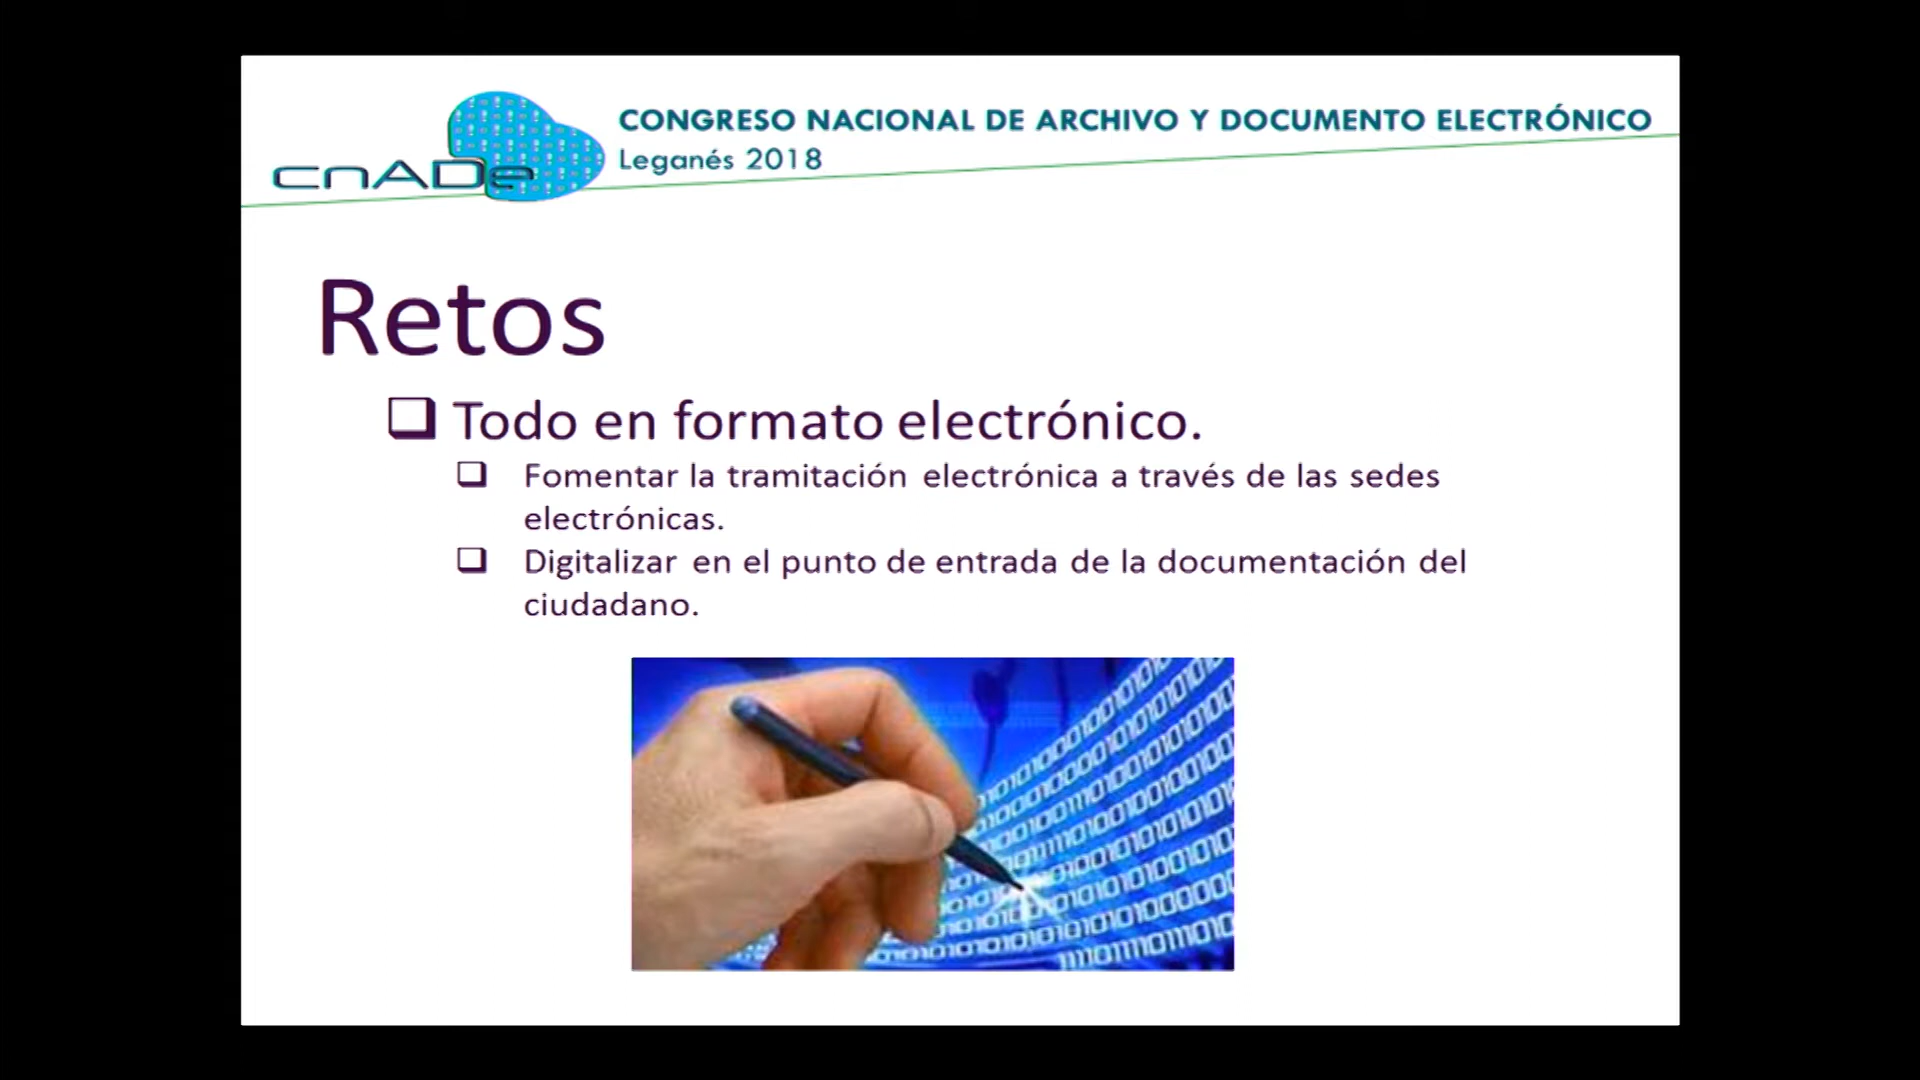 CONGRESO NACIONAL DE ARCHIVO Y DOCUMENTO ELECTRÓNICO
Leganés 2018
cnADe
Retos
❑ Todo en formato electrónico.
❑ Fomentar la tramitación electrónica a través de las sedes
electrónicas.
❑ Digitalizar en el punto de entrada de la documentación del
ciudadano.